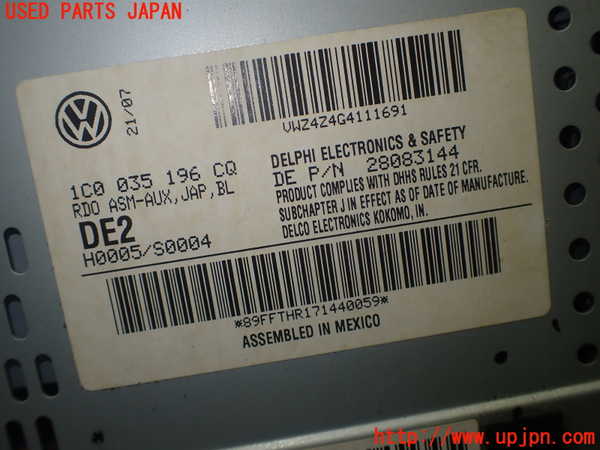 USED PARTS JAPAN
21/07
VWZ4Z4G4111691
1C0 035 196 CQ
RDO ASM-AUX,JAP,BL
DE2
H0005/S0004
DELPHI ELECTRONICS & SAFETY
DE P/N 28083144
PRODUCT COMPLIES WITH DHHS RULES 21 CFR.
SUBCHAPTER J IN EFFECT AS OF DATE OF MANUFACTURE.
DELCO ELECTRONICS KOKOMO, IN.
*89FFTHR171440059*
ASSEMBLED IN MEXICO
http://www.upjpn.com/